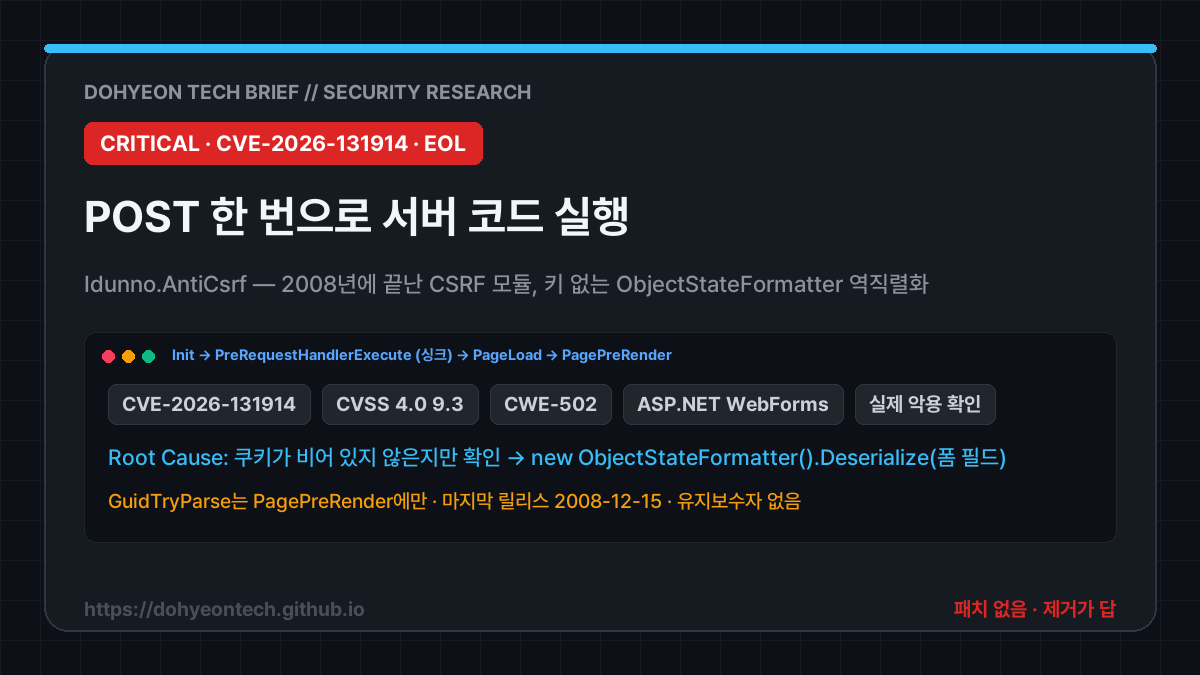 DOHYEON TECH BRIEF // SECURITY RESEARCH
CRITICAL · CVE-2026-131914 · EOL
POST 한 번으로 서버 코드 실행
Idunno.AntiCsrf — 2008년에 끝난 CSRF 모듈, 키 없는 ObjectStateFormatter 역직렬화
Init → PreRequestHandlerExecute (싱크) → PageLoad → PagePreRender
CVE-2026-131914 CVSS 4.0 9.3 CWE-502 ASP.NET WebForms 실제 악용 확인
Root Cause: 쿠키가 비어 있지 않은지만 확인 → new ObjectStateFormatter().Deserialize(폼 필드)
GuidTryParse는 PagePreRender에만 · 마지막 릴리스 2008-12-15 · 유지보수자 없음
https://dohyeontech.github.io 패치 없음 · 제거가 답